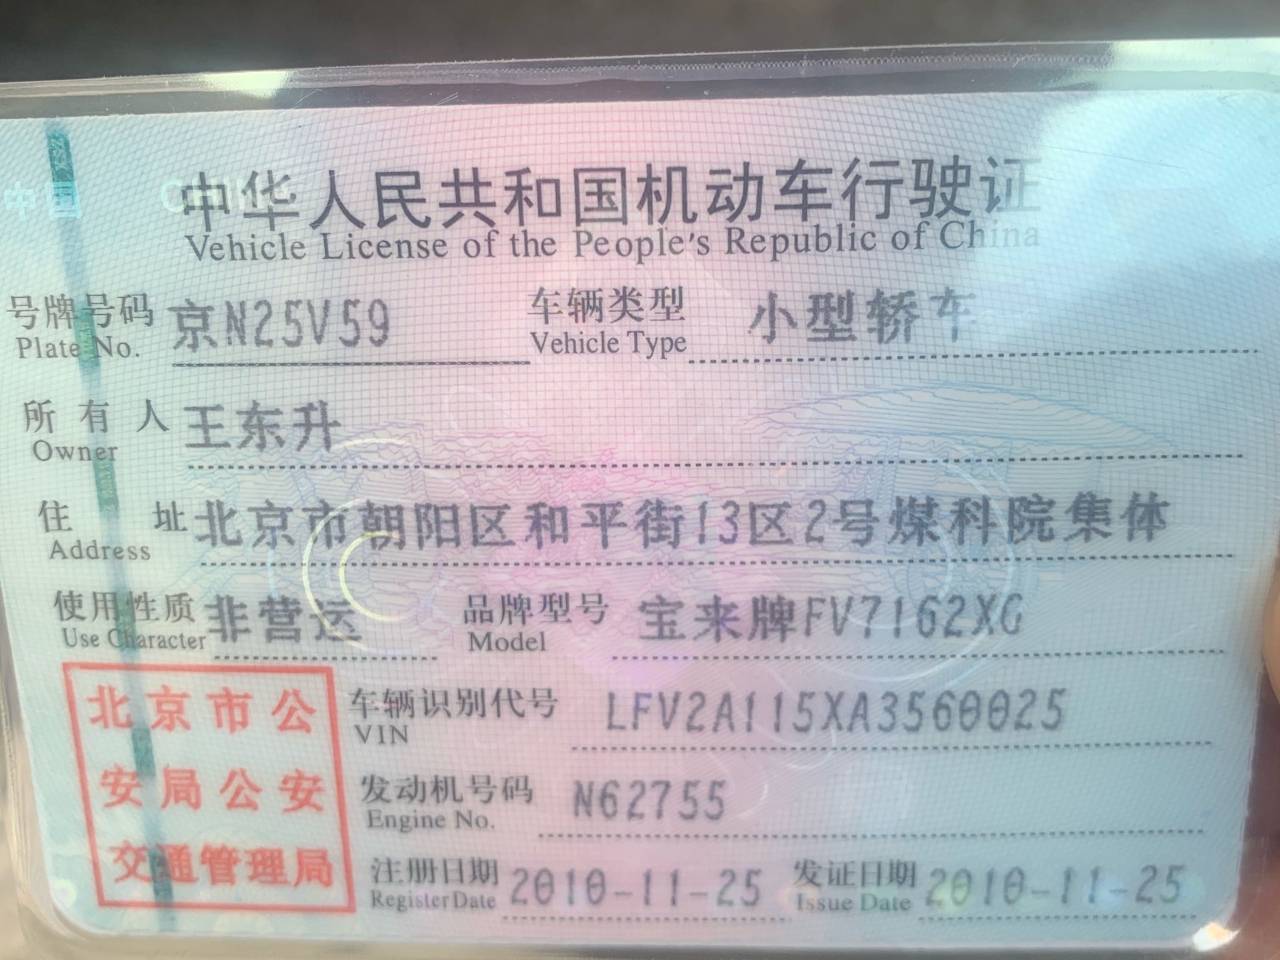 中国 CHINA
中华人民共和国机动车行驶证
Vehicle License of the People's Republic of China
号牌号码 京N25V59 车辆类型 小型轿车
Plate No. Vehicle Type
所有人 王东升
Owner
住址 北京市朝阳区和平街13区2号煤科院集体
Address
使用性质 非营运 品牌型号 宝来牌FV7162XG
Use Character Model
北京市公
安局公安
交通管理局
车辆识别代号 LFV2A115XA3560025
VIN
发动机号码 N62755
Engine No.
注册日期 2010-11-25 发证日期 2010-11-25
Register Date Issue Date